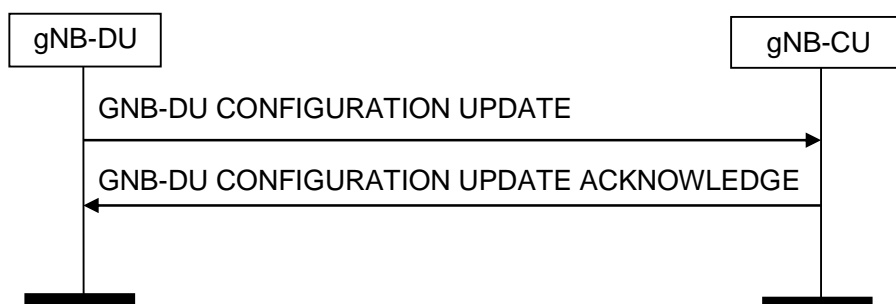 gNB-DU
gNB-CU
GNB-DU CONFIGURATION UPDATE
GNB-DU CONFIGURATION UPDATE ACKNOWLEDGE